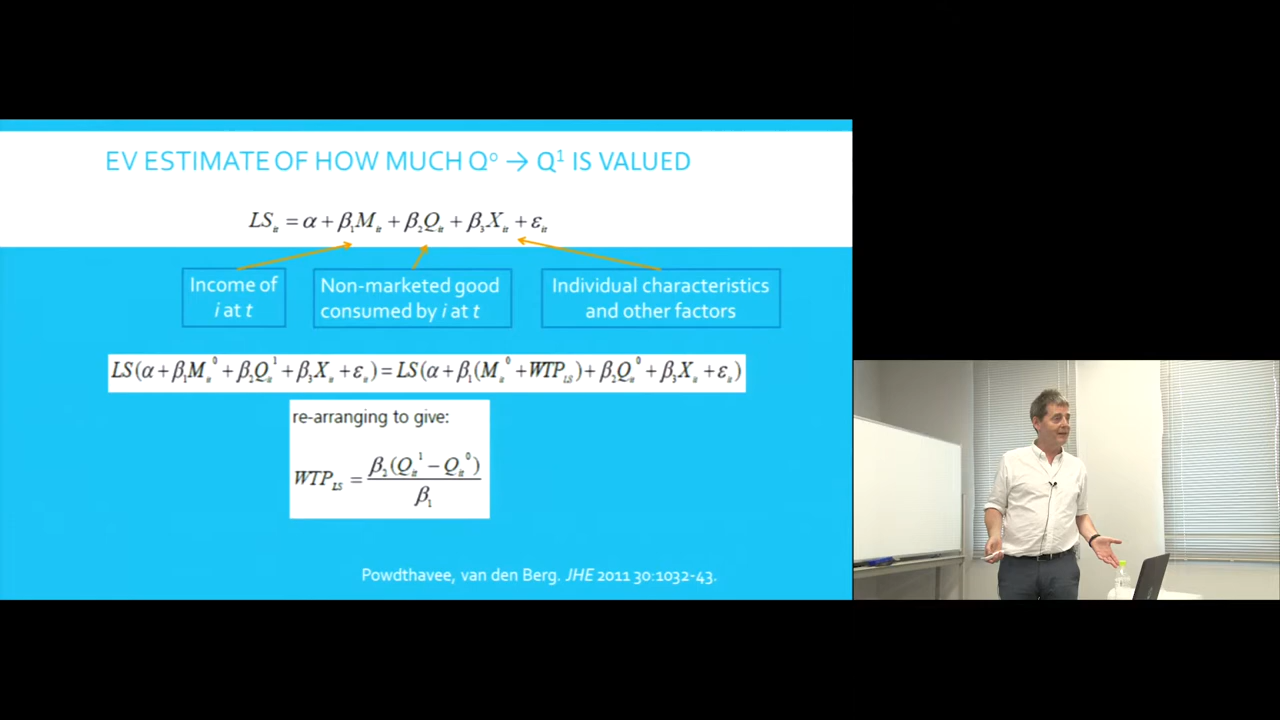 EV ESTIMATE OF HOW MUCH Q⁰ → Q¹ IS VALUED
LSᵢₜ = α + β₁Mᵢₜ + β₂Qᵢₜ + β₃Xᵢₜ + εᵢₜ
Income of
i at t
Non-marketed good
consumed by i at t
Individual characteristics
and other factors
LS(α + β₁Mᵢₜ⁰ + β₂Qᵢₜ¹ + β₃Xᵢₜ + εᵢₜ) = LS(α + β₁(Mᵢₜ⁰ + WTP_LS) + β₂Qᵢₜ⁰ + β₃Xᵢₜ + εᵢₜ)
re-arranging to give:
WTP_LS = β₂(Qᵢₜ¹ − Qᵢₜ⁰) / β₁
Powdthavee, van den Berg. JHE 2011 30:1032-43.